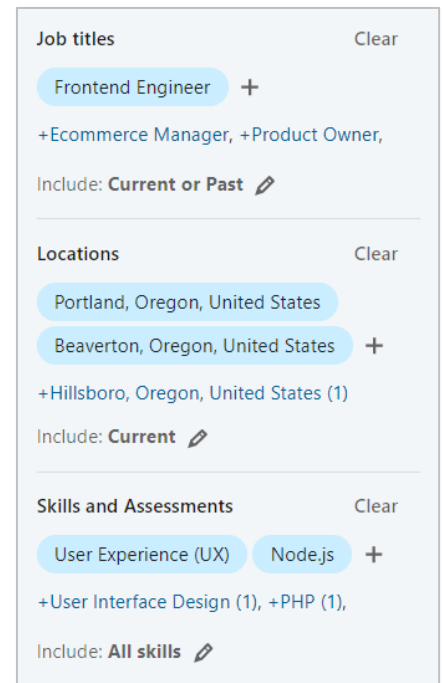 Job titles Clear
Frontend Engineer +
+Ecommerce Manager, +Product Owner,
Include: Current or Past
Locations Clear
Portland, Oregon, United States
Beaverton, Oregon, United States +
+Hillsboro, Oregon, United States (1)
Include: Current
Skills and Assessments Clear
User Experience (UX) Node.js +
+User Interface Design (1), +PHP (1),
Include: All skills